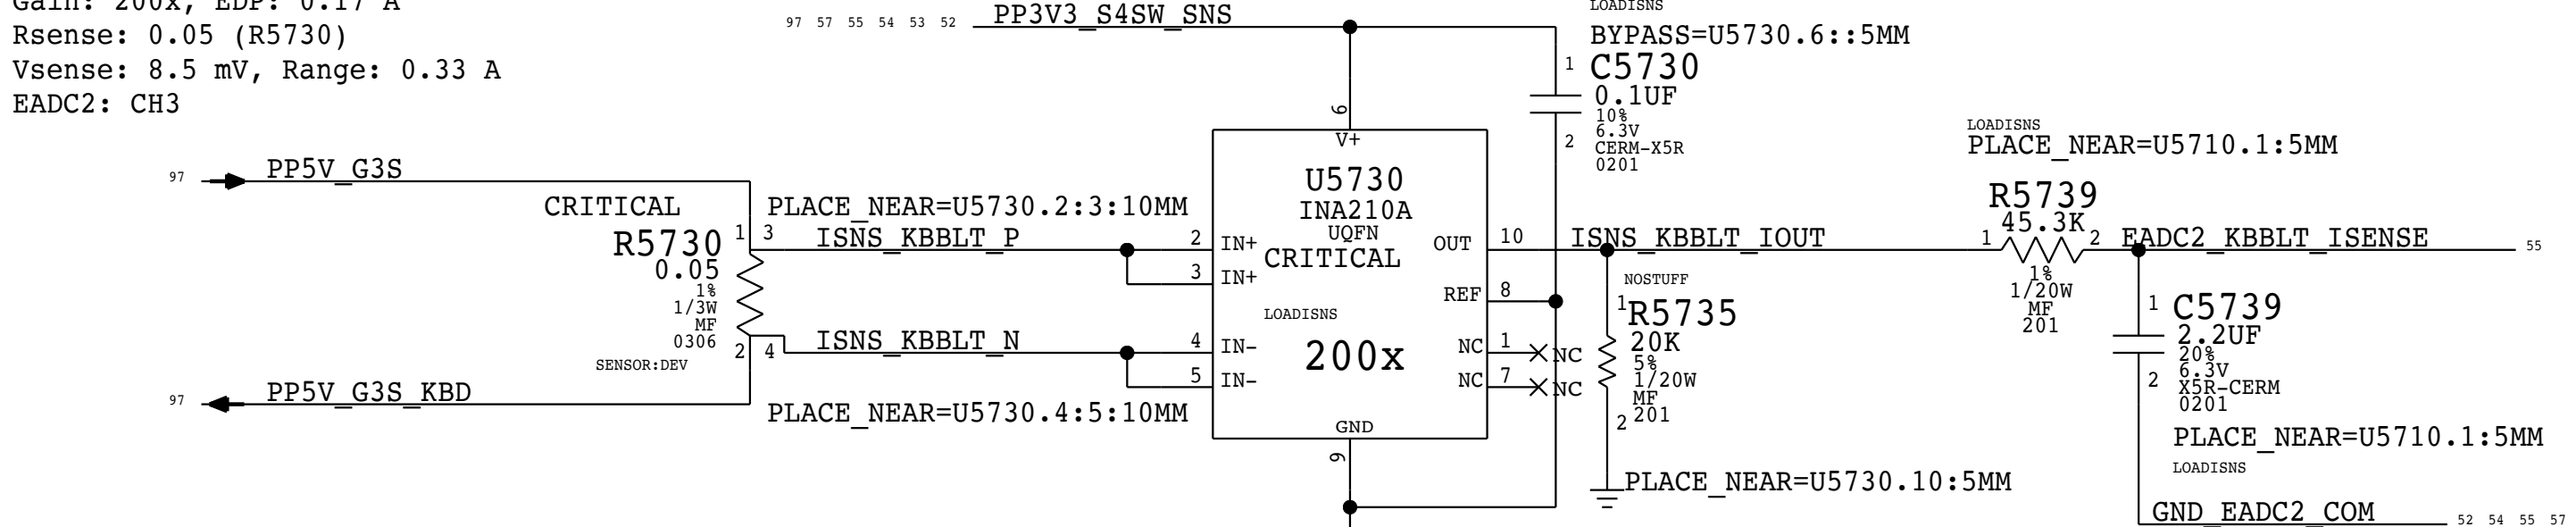 Gain: 200x, EDP: 0.17 A
Rsense: 0.05 (R5730)
Vsense: 8.5 mV, Range: 0.33 A
EADC2: CH3
97 57 55 54 53 52 PP3V3_S4SW_SNS
LOADISNS
BYPASS=U5730.6::5MM
1 C5730
0.1UF
10%
6.3V
2 CERM-X5R
0201
6
V+
U5730
INA210A
UQFN
CRITICAL
LOADISNS
200x
97 PP5V_G3S
CRITICAL
PLACE_NEAR=U5730.2:3:10MM
R5730 1 3
0.05
1%
1/3W
MF
0306
2 4
SENSOR:DEV
ISNS_KBBLT_P
2 IN+
3 IN+
ISNS_KBBLT_N
4 IN-
5 IN-
97 PP5V_G3S_KBD
PLACE_NEAR=U5730.4:5:10MM
OUT 10
REF 8
NC 1 NC
NC 7 NC
GND
9
ISNS_KBBLT_IOUT
NOSTUFF
1 R5735
20K
5%
1/20W
MF
2 201
PLACE_NEAR=U5730.10:5MM
LOADISNS
PLACE_NEAR=U5710.1:5MM
R5739
45.3K
1 2
1%
1/20W
MF
201
EADC2_KBBLT_ISENSE 55
1 C5739
2.2UF
20%
6.3V
2 X5R-CERM
0201
PLACE_NEAR=U5710.1:5MM
LOADISNS
GND_EADC2_COM 52 54 55 57